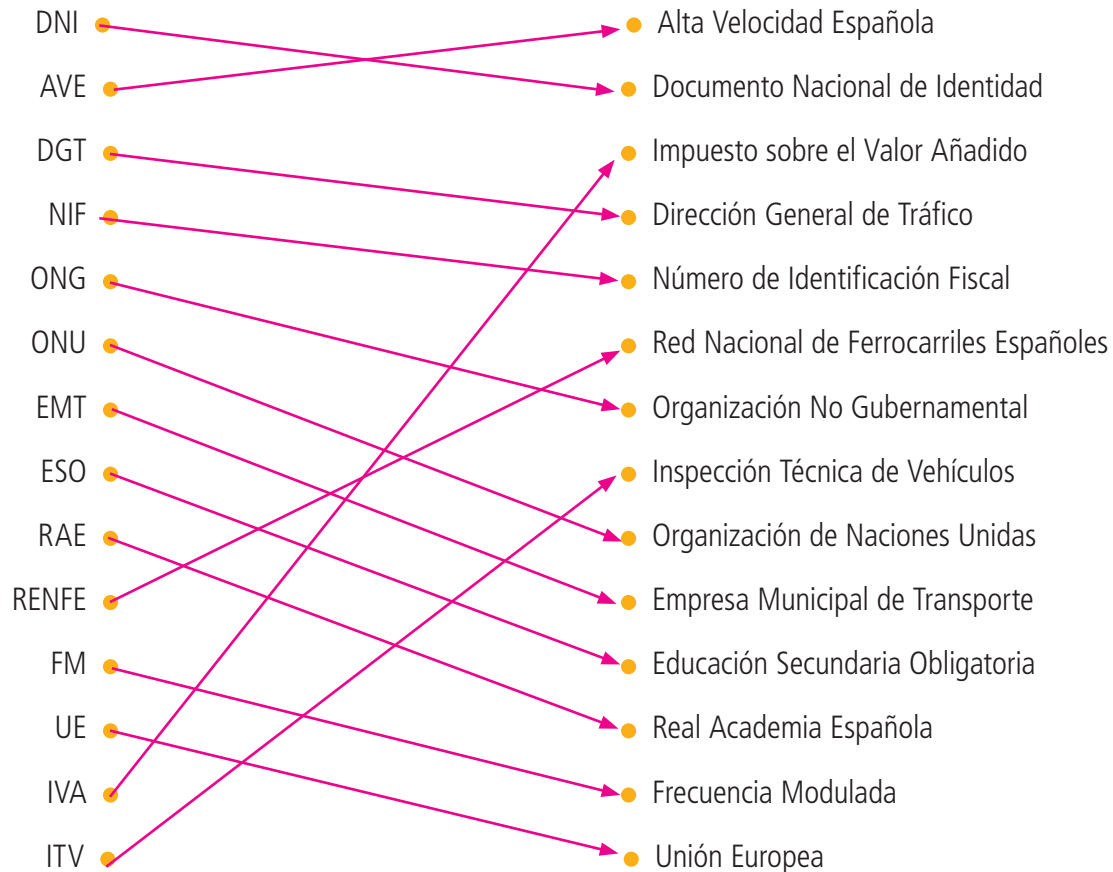 DNI Alta Velocidad Española
AVE Documento Nacional de Identidad
DGT Impuesto sobre el Valor Añadido
NIF Dirección General de Tráfico
ONG Número de Identificación Fiscal
ONU Red Nacional de Ferrocarriles Españoles
EMT Organización No Gubernamental
ESO Inspección Técnica de Vehículos
RAE Organización de Naciones Unidas
RENFE Empresa Municipal de Transporte
FM Educación Secundaria Obligatoria
UE Real Academia Española
IVA Frecuencia Modulada
ITV Unión Europea